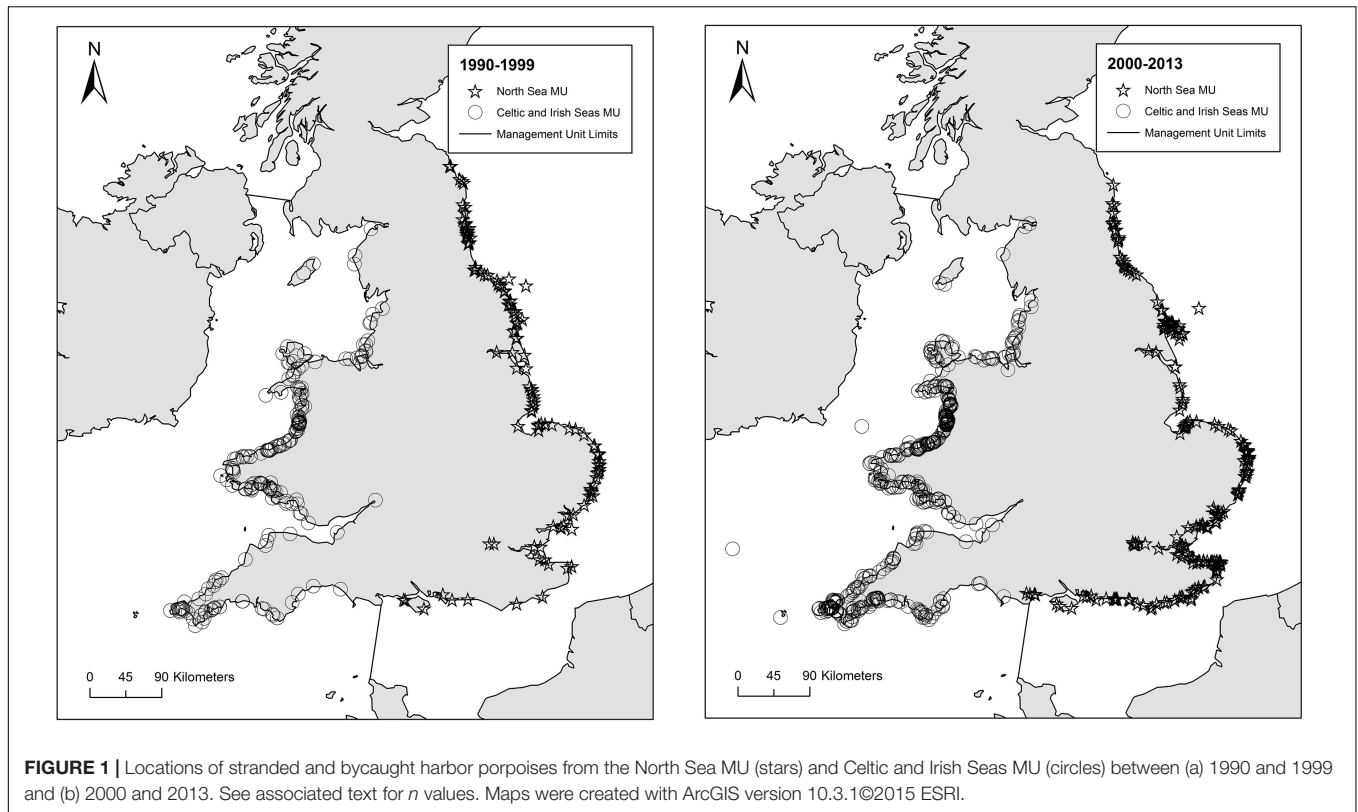 N
1990-1999
North Sea MU
Celtic and Irish Seas MU
Management Unit Limits
0 45 90 Kilometers
N
2000-2013
North Sea MU
Celtic and Irish Seas MU
Management Unit Limits
0 45 90 Kilometers
FIGURE 1 | Locations of stranded and bycaught harbor porpoises from the North Sea MU (stars) and Celtic and Irish Seas MU (circles) between (a) 1990 and 1999
and (b) 2000 and 2013. See associated text for n values. Maps were created with ArcGIS version 10.3.1©2015 ESRI.